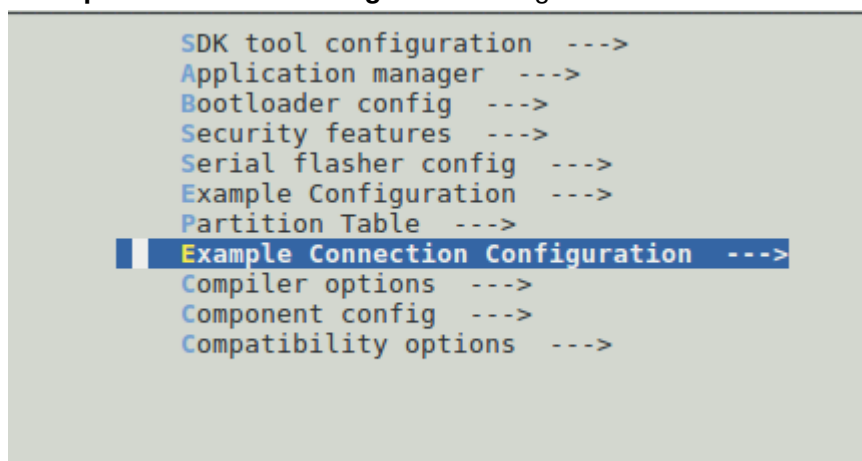 SDK tool configuration  --->
Application manager  --->
Bootloader config  --->
Security features  --->
Serial flasher config  --->
Example Configuration  --->
Partition Table  --->
Example Connection Configuration  --->
Compiler options  --->
Component config  --->
Compatibility options  --->